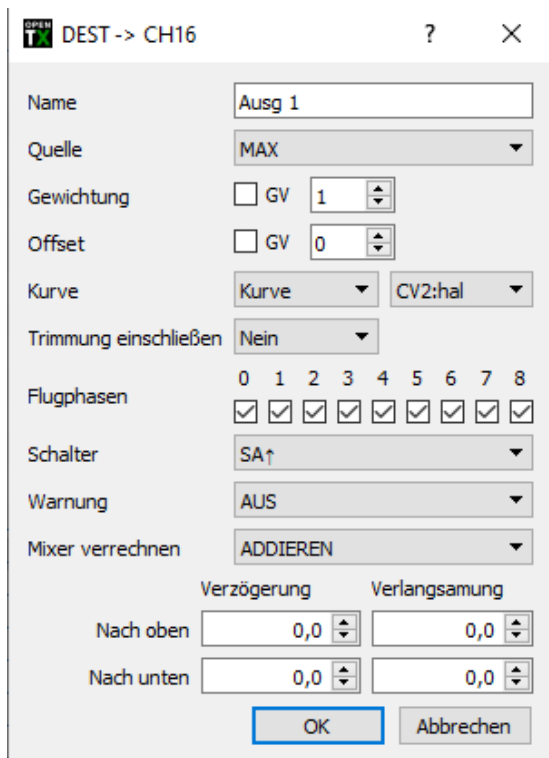 OPEN TX DEST -> CH16 ?
Name Ausg 1
Quelle MAX
Gewichtung GV 1
Offset GV 0
Kurve Kurve CV2:hal
Trimmung einschließen Nein
0 1 2 3 4 5 6 7 8
Flugphasen
Schalter SA↑
Warnung AUS
Mixer verrechnen ADDIEREN
Verzögerung Verlangsamung
Nach oben 0,0 0,0
Nach unten 0,0 0,0
OK Abbrechen